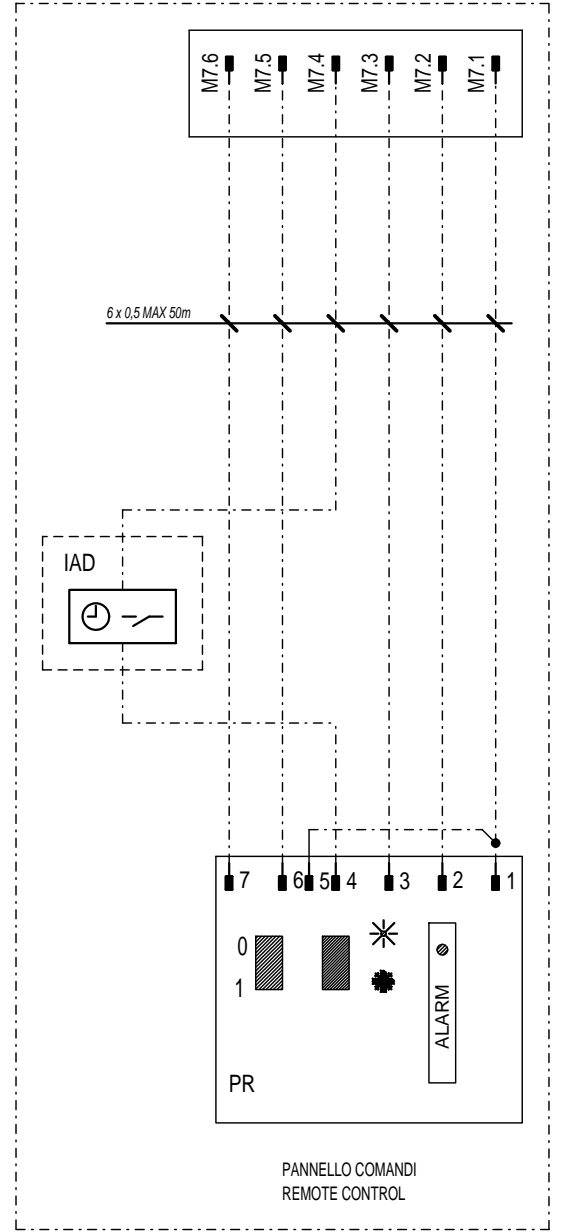 M7.6 M7.5 M7.4 M7.3 M7.2 M7.1
6 x 0,5 MAX 50m
IAD
7 6 5 4 3 2 1
0
1
ALARM
PR
PANNELLO COMANDI
REMOTE CONTROL